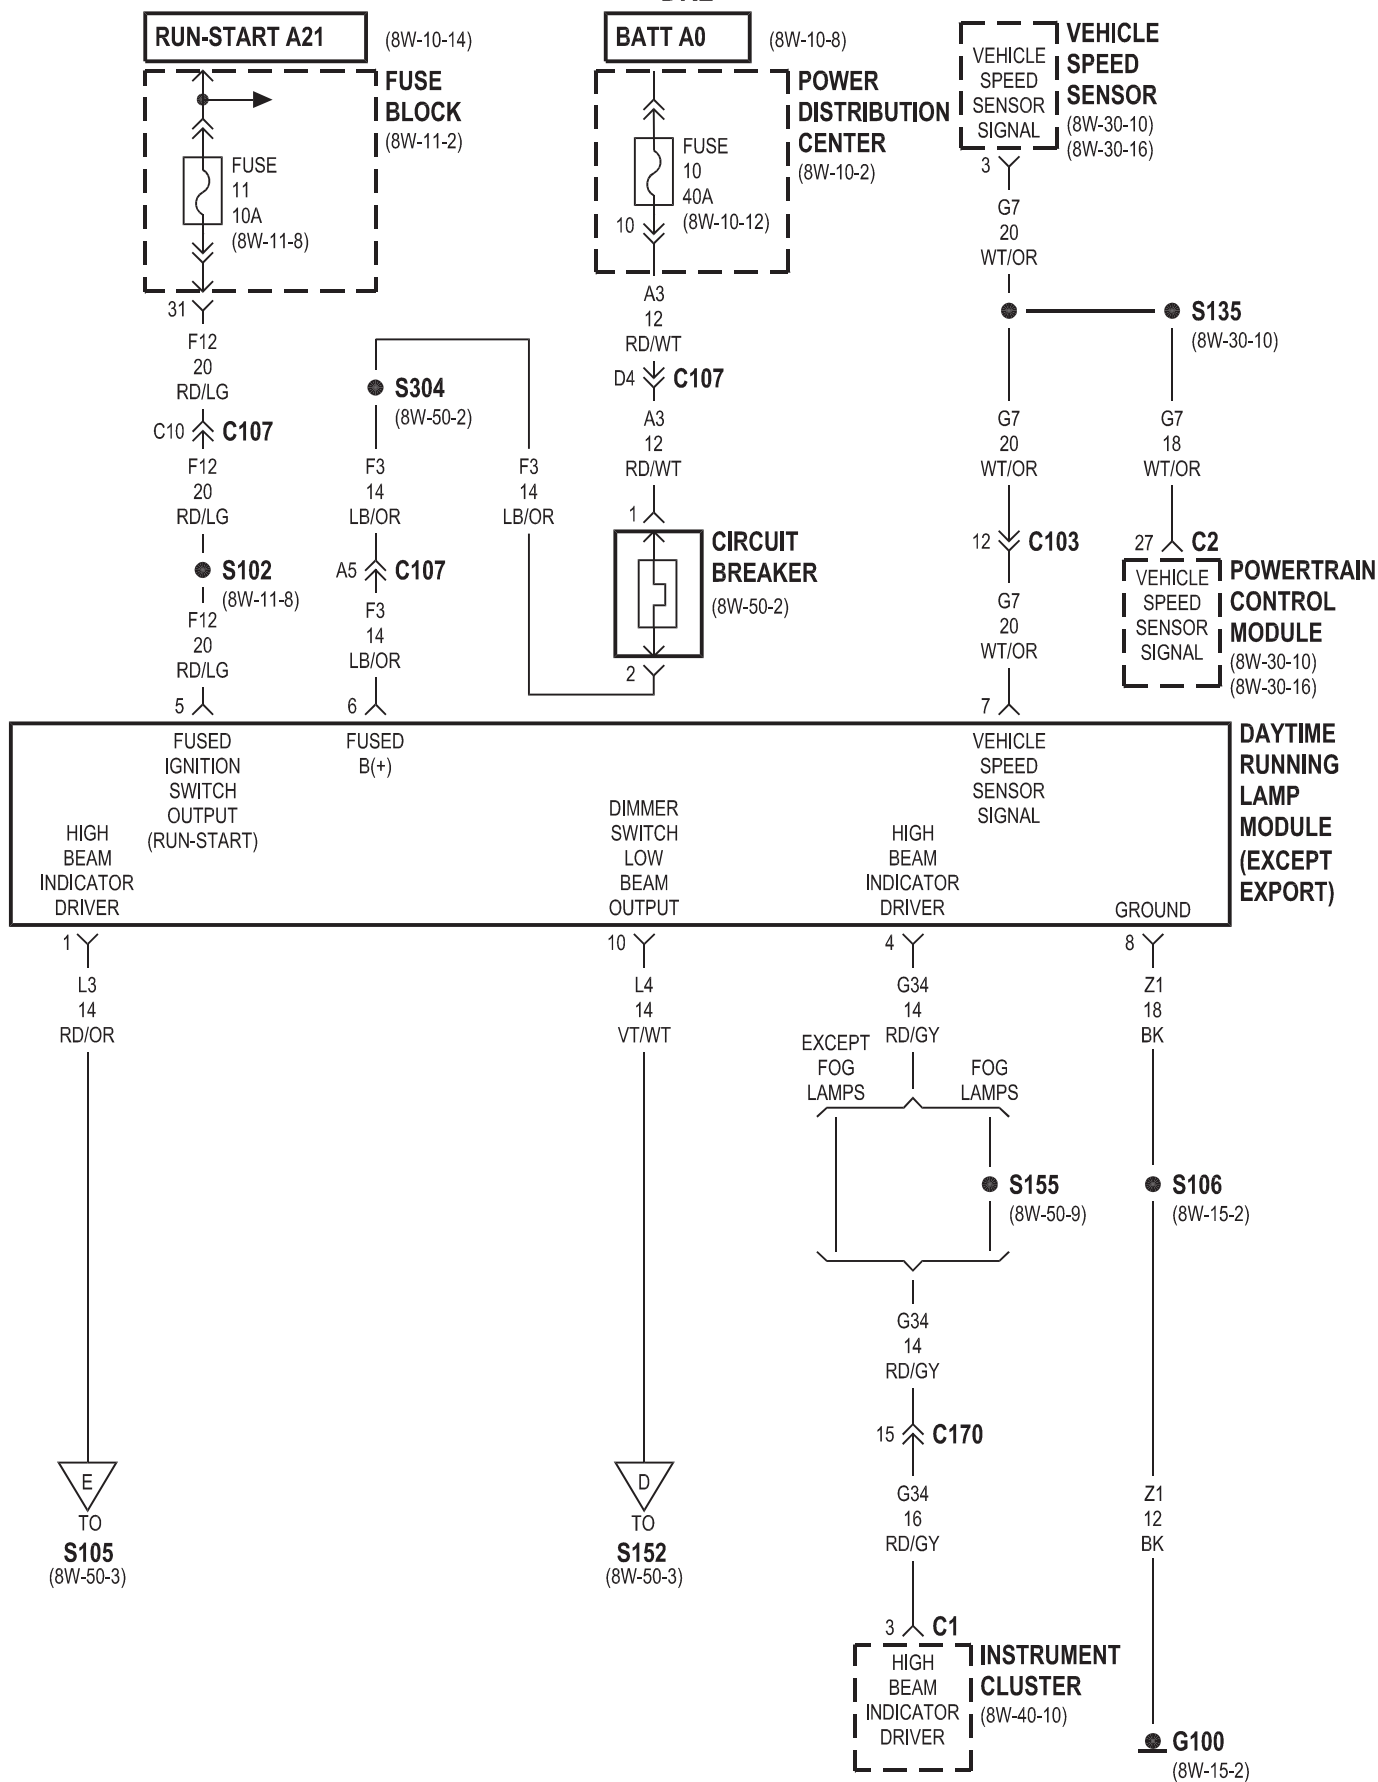 RUN-START A21
(8W-10-14)
FUSE
BLOCK
(8W-11-2)
FUSE
11
10A
(8W-11-8)
31
F12
20
RD/LG
C10
C107
F12
20
RD/LG
S102
(8W-11-8)
F12
20
RD/LG
5
S304
(8W-50-2)
F3
14
LB/OR
A5
C107
F3
14
LB/OR
6
F3
14
LB/OR
BATT A0
(8W-10-8)
POWER
DISTRIBUTION
CENTER
(8W-10-2)
FUSE
10
40A
(8W-10-12)
10
A3
12
RD/WT
D4
C107
A3
12
RD/WT
1
CIRCUIT
BREAKER
(8W-50-2)
2
VEHICLE
SPEED
SENSOR
SIGNAL
VEHICLE
SPEED
SENSOR
(8W-30-10)
(8W-30-16)
3
G7
20
WT/OR
S135
(8W-30-10)
G7
20
WT/OR
12
C103
G7
20
WT/OR
7
G7
18
WT/OR
27
C2
VEHICLE
SPEED
SENSOR
SIGNAL
POWERTRAIN
CONTROL
MODULE
(8W-30-10)
(8W-30-16)
FUSED
IGNITION
SWITCH
OUTPUT
(RUN-START)
FUSED
B(+)
VEHICLE
SPEED
SENSOR
SIGNAL
DAYTIME
RUNNING
LAMP
MODULE
(EXCEPT
EXPORT)
HIGH
BEAM
INDICATOR
DRIVER
DIMMER
SWITCH
LOW
BEAM
OUTPUT
HIGH
BEAM
INDICATOR
DRIVER
GROUND
1
L3
14
RD/OR
E
TO
S105
(8W-50-3)
10
L4
14
VT/WT
D
TO
S152
(8W-50-3)
4
G34
14
RD/GY
EXCEPT
FOG
LAMPS
FOG
LAMPS
S155
(8W-50-9)
G34
14
RD/GY
15
C170
G34
16
RD/GY
3
C1
HIGH
BEAM
INDICATOR
DRIVER
INSTRUMENT
CLUSTER
(8W-40-10)
8
Z1
18
BK
S106
(8W-15-2)
Z1
12
BK
G100
(8W-15-2)